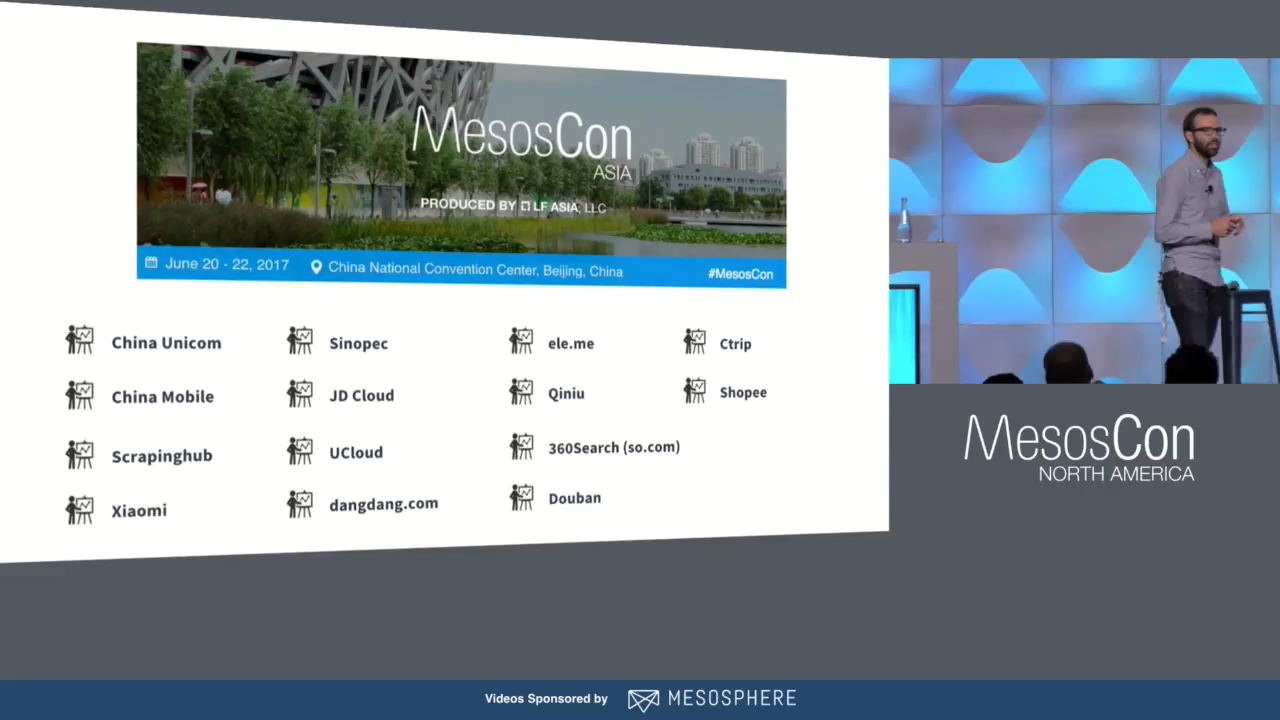 MesosCon
ASIA
PRODUCED BY LF ASIA, LLC
June 20 - 22, 2017
China National Convention Center, Beijing, China
#MesosCon
China Unicom
Sinopec
ele.me
Ctrip
China Mobile
JD Cloud
Qiniu
Shopee
Scrapinghub
UCloud
360Search (so.com)
Xiaomi
dangdang.com
Douban
MesosCon
NORTH AMERICA
Videos Sponsored by
MESOSPHERE